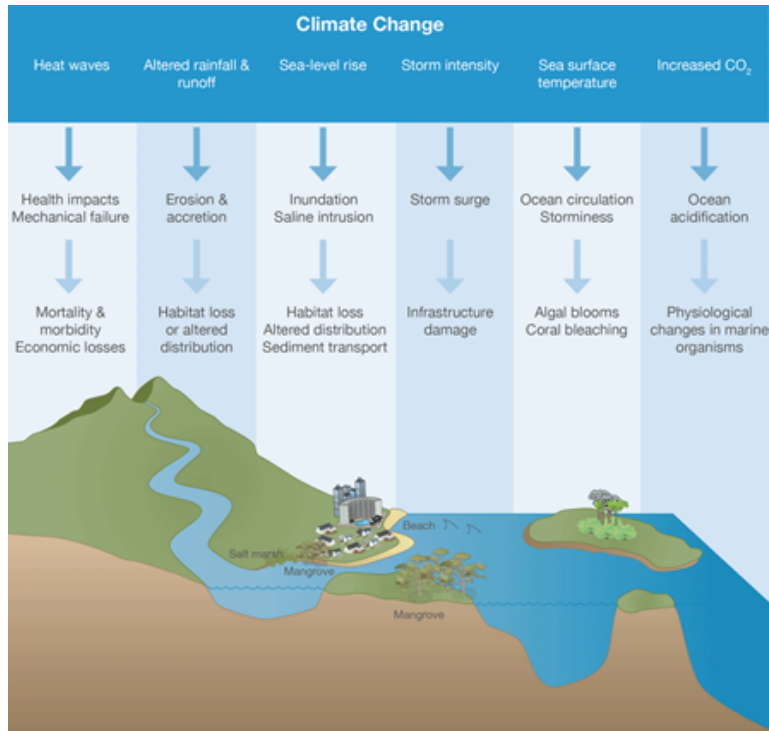 Climate Change
Heat waves
Altered rainfall &
runoff
Sea-level rise
Storm intensity
Sea surface
temperature
Increased CO₂
Health impacts
Mechanical failure
Erosion &
accretion
Inundation
Saline intrusion
Storm surge
Ocean circulation
Storminess
Ocean
acidification
Mortality &
morbidity
Economic losses
Habitat loss
or altered
distribution
Habitat loss
Altered distribution
Sediment transport
Infrastructure
damage
Algal blooms
Coral bleaching
Physiological
changes in marine
organisms
Beach
Salt marsh
Mangrove
Mangrove